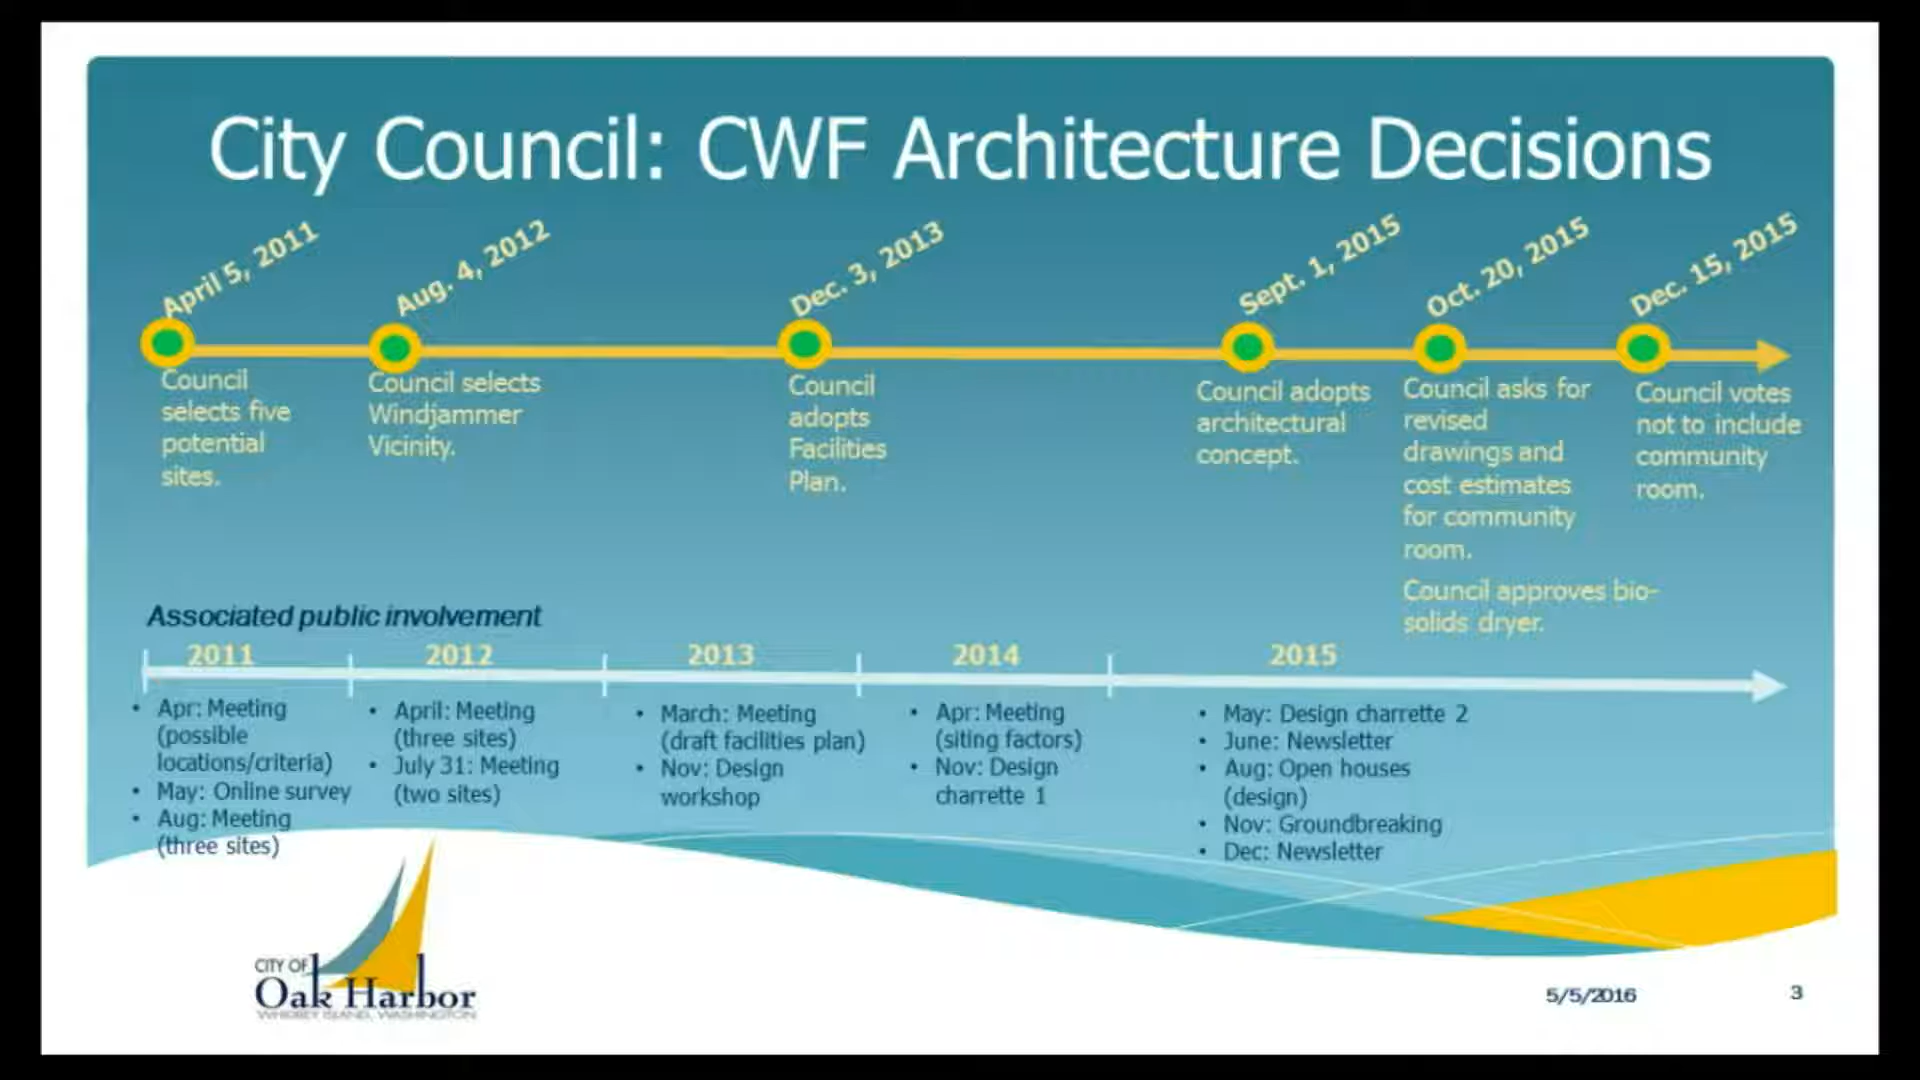 City Council: CWF Architecture Decisions
April 5, 2011
Aug. 4, 2012
Dec. 3, 2013
Sept. 1, 2015
Oct. 20, 2015
Dec. 15, 2015
Council
selects five
potential
sites.
Council selects
Windjammer
Vicinity.
Council
adopts
Facilities
Plan.
Council adopts
architectural
concept.
Council asks for
revised
drawings and
cost estimates
for community
room.
Council approves bio-
solids dryer.
Council votes
not to include
community
room.
Associated public involvement
2011
2012
2013
2014
2015
• Apr: Meeting
(possible
locations/criteria)
• May: Online survey
• Aug: Meeting
(three sites)
• April: Meeting
(three sites)
• July 31: Meeting
(two sites)
• March: Meeting
(draft facilities plan)
• Nov: Design
workshop
• Apr: Meeting
(siting factors)
• Nov: Design
charrette 1
• May: Design charrette 2
• June: Newsletter
• Aug: Open houses
(design)
• Nov: Groundbreaking
• Dec: Newsletter
CITY OF
Oak Harbor
WHIDBEY ISLAND, WASHINGTON
5/5/2016
3